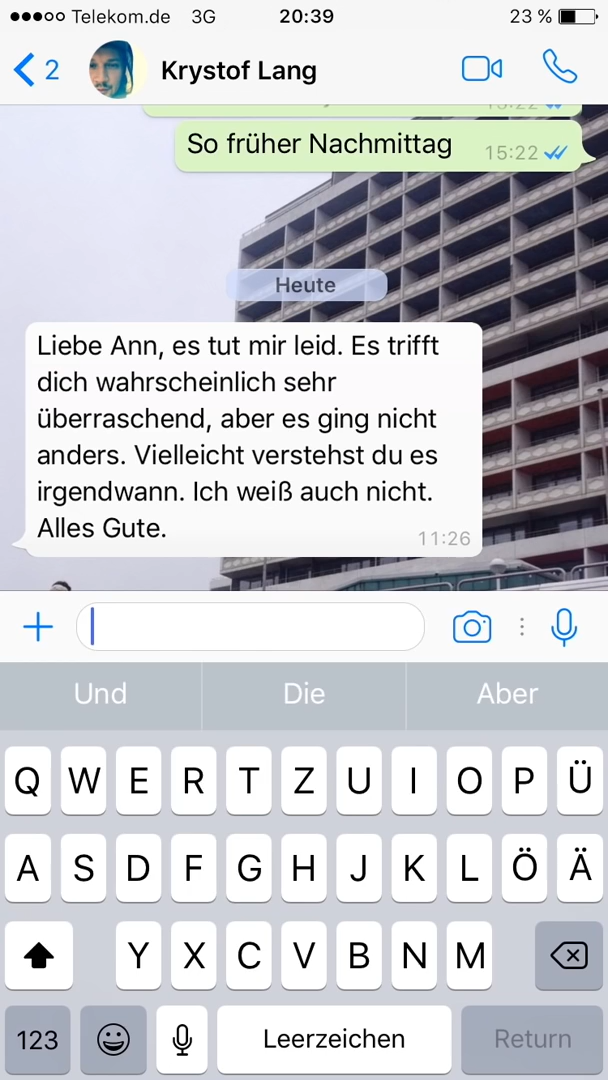 Telekom.de 3G 20:39 23 %
2 Krystof Lang
15:22
So früher Nachmittag 15:22
Heute
Liebe Ann, es tut mir leid. Es trifft
dich wahrscheinlich sehr
überraschend, aber es ging nicht
anders. Vielleicht verstehst du es
irgendwann. Ich weiß auch nicht.
Alles Gute. 11:26
Und Die Aber
Q W E R T Z U I O P Ü
A S D F G H J K L Ö Ä
Y X C V B N M
123 Leerzeichen Return